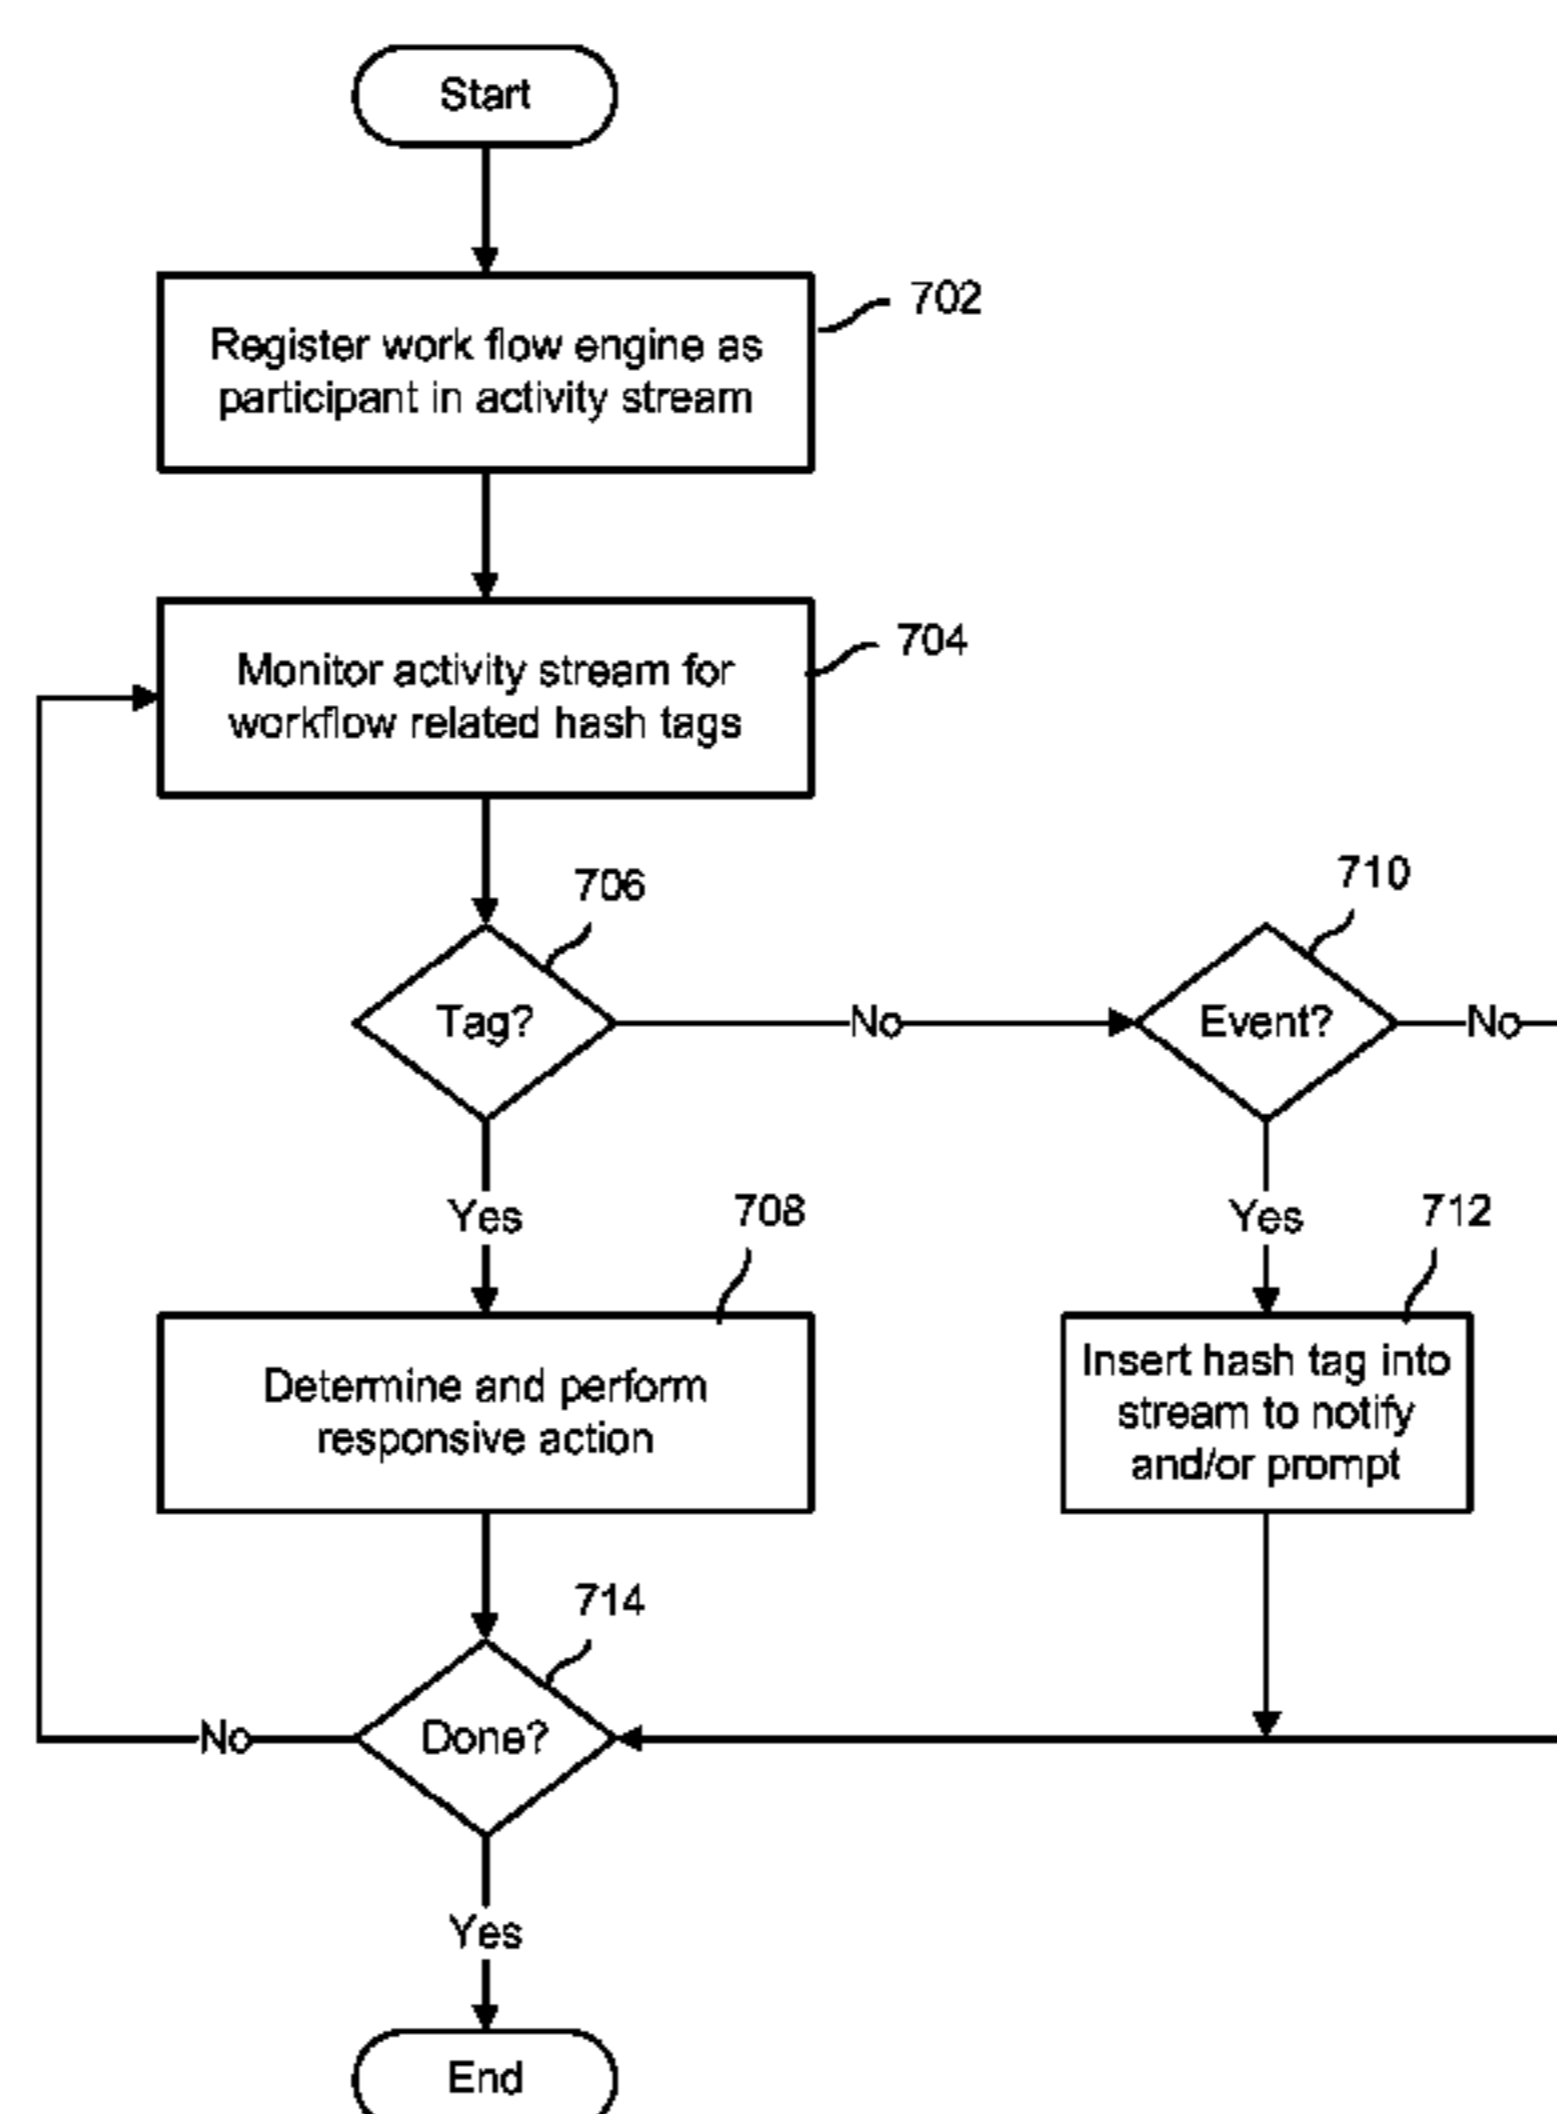 Start
702
Register work flow engine as
participant in activity stream
704
Monitor activity stream for
workflow related hash tags
706
710
Tag?
No
Event?
No
Yes
708
Yes
712
Determine and perform
responsive action
Insert hash tag into
stream to notify
and/or prompt
714
Done?
No
Yes
End